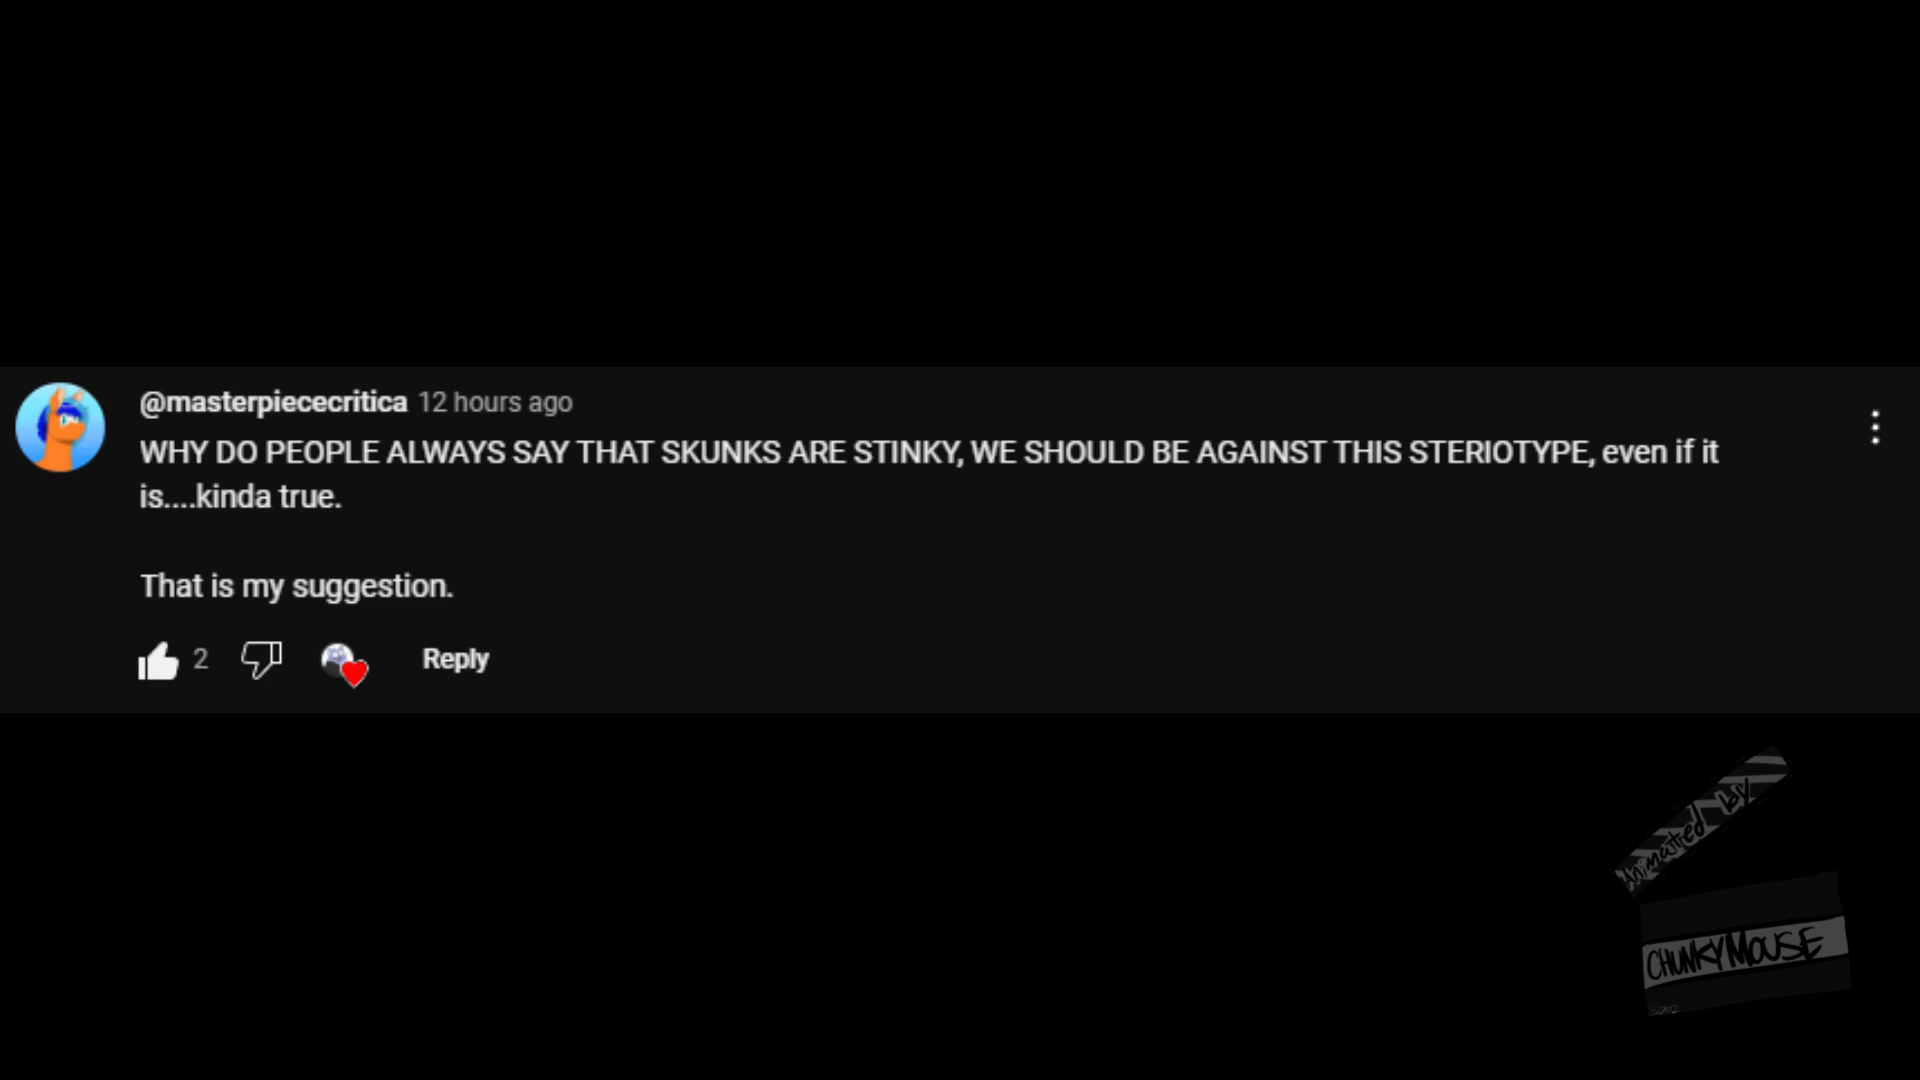 @masterpiececritica 12 hours ago
WHY DO PEOPLE ALWAYS SAY THAT SKUNKS ARE STINKY, WE SHOULD BE AGAINST THIS STERIOTYPE, even if it
is....kinda true.
That is my suggestion.
2 Reply
Animated by
CHUNKYMOUSE